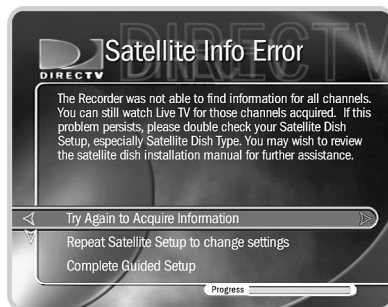 DIRECTV
Satellite Info Error
DIRECTV
The Recorder was not able to find information for all channels.
You can still watch Live TV for those channels acquired. If this
problem persists, please double check your Satellite Dish
Setup, especially Satellite Dish Type. You may wish to review
the satellite dish installation manual for further assistance.
Try Again to Acquire Information
Repeat Satellite Setup to change settings
Complete Guided Setup
Progress